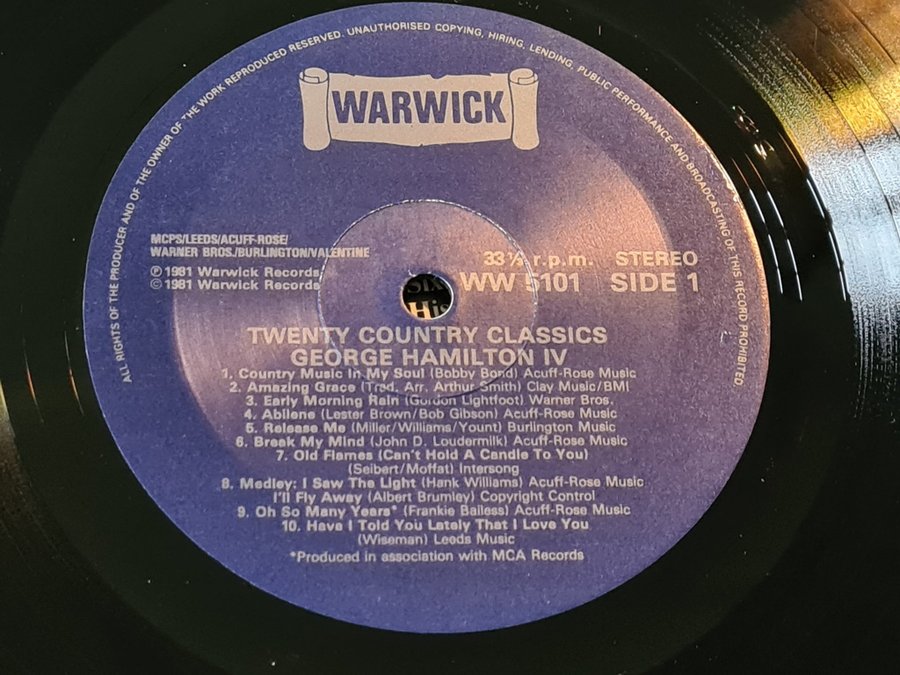 ALL RIGHTS OF THE PRODUCER AND OF THE OWNER OF THE WORK REPRODUCED RESERVED. UNAUTHORISED COPYING, HIRING, LENDING, PUBLIC PERFORMANCE AND BROADCASTING OF THIS RECORD PROHIBITED
WARWICK
MCPS/LEEDS/ACUFF-ROSE/
WARNER BROS./BURLINGTON/VALENTINE
℗ 1981 Warwick Records
© 1981 Warwick Records
33⅓ r.p.m. STEREO
WW 5101 SIDE 1
Six
His
TWENTY COUNTRY CLASSICS
GEORGE HAMILTON IV
1. Country Music In My Soul (Bobby Bond) Acuff-Rose Music
2. Amazing Grace (Trad. Arr. Arthur Smith) Clay Music/BMI
3. Early Morning Rain (Gordon Lightfoot) Warner Bros.
4. Abilene (Lester Brown/Bob Gibson) Acuff-Rose Music
5. Release Me (Miller/Williams/Yount) Burlington Music
6. Break My Mind (John D. Loudermilk) Acuff-Rose Music
7. Old Flames (Can't Hold A Candle To You)
(Seibert/Moffat) Intersong
8. Medley: I Saw The Light (Hank Williams) Acuff-Rose Music
I'll Fly Away (Albert Brumley) Copyright Control
9. Oh So Many Years* (Frankie Bailess) Acuff-Rose Music
10. Have I Told You Lately That I Love You
(Wiseman) Leeds Music
*Produced in association with MCA Records